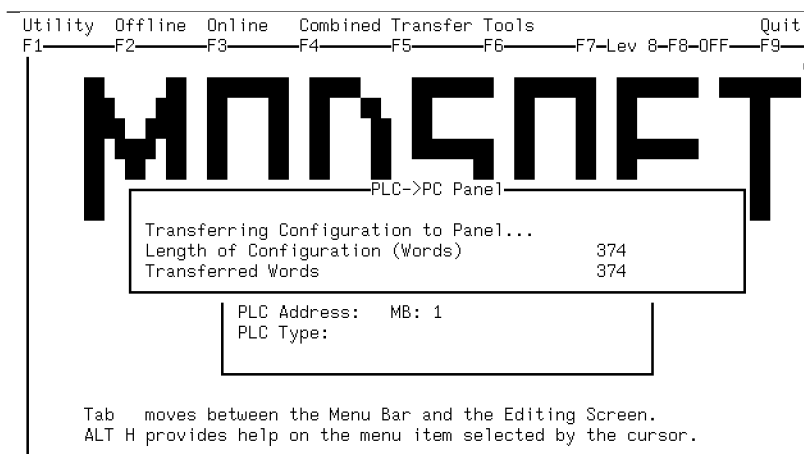 Utility Offline Online Combined Transfer Tools Quit
F1 F2 F3 F4 F5 F6 F7-Lev 8-F8-OFF F9
MODSOFT
PLC->PC Panel
Transferring Configuration to Panel...
Length of Configuration (Words) 374
Transferred Words 374
PLC Address: MB: 1
PLC Type:
Tab moves between the Menu Bar and the Editing Screen.
ALT H provides help on the menu item selected by the cursor.